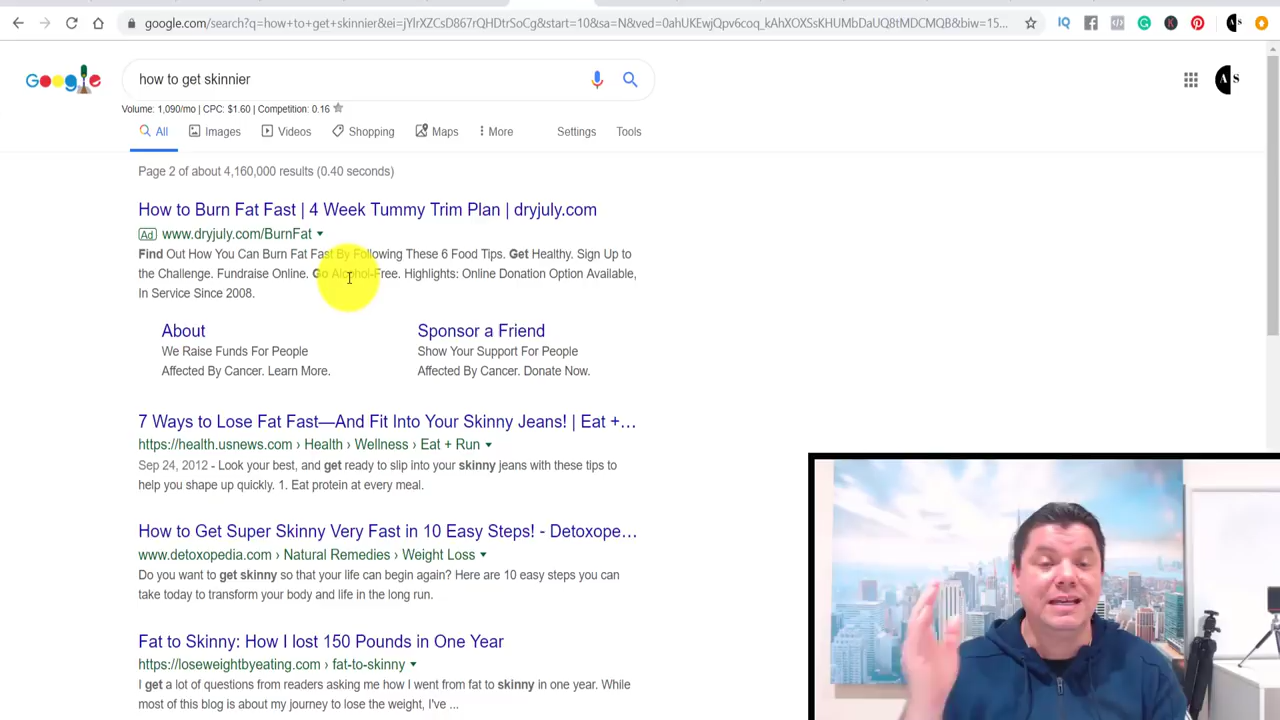 google.com/search?q=how+to+get+skinnier&ei=jYlrXZCsD867rQHDtrSoCg&start=10&sa=N&ved=0ahUKEwjQpv6coq_kAhXOXSsKHUMbDaUQ8tMDCMQB&biw=15...
Google
how to get skinnier
Volume: 1,090/mo | CPC: $1.60 | Competition: 0.16
All Images Videos Shopping Maps More Settings Tools
Page 2 of about 4,160,000 results (0.40 seconds)
How to Burn Fat Fast | 4 Week Tummy Trim Plan | dryjuly.com
Ad www.dryjuly.com/BurnFat
Find Out How You Can Burn Fat Fast By Following These 6 Food Tips. Get Healthy. Sign Up to
the Challenge. Fundraise Online. Go Alcohol-Free. Highlights: Online Donation Option Available,
In Service Since 2008.
About
We Raise Funds For People
Affected By Cancer. Learn More.
Sponsor a Friend
Show Your Support For People
Affected By Cancer. Donate Now.
7 Ways to Lose Fat Fast—And Fit Into Your Skinny Jeans! | Eat +...
https://health.usnews.com › Health › Wellness › Eat + Run
Sep 24, 2012 - Look your best, and get ready to slip into your skinny jeans with these tips to
help you shape up quickly. 1. Eat protein at every meal.
How to Get Super Skinny Very Fast in 10 Easy Steps! - Detoxope...
www.detoxopedia.com › Natural Remedies › Weight Loss
Do you want to get skinny so that your life can begin again? Here are 10 easy steps you can
take today to transform your body and life in the long run.
Fat to Skinny: How I lost 150 Pounds in One Year
https://loseweightbyeating.com › fat-to-skinny
I get a lot of questions from readers asking me how I went from fat to skinny in one year. While
most of this blog is about my journey to lose the weight, I've ...